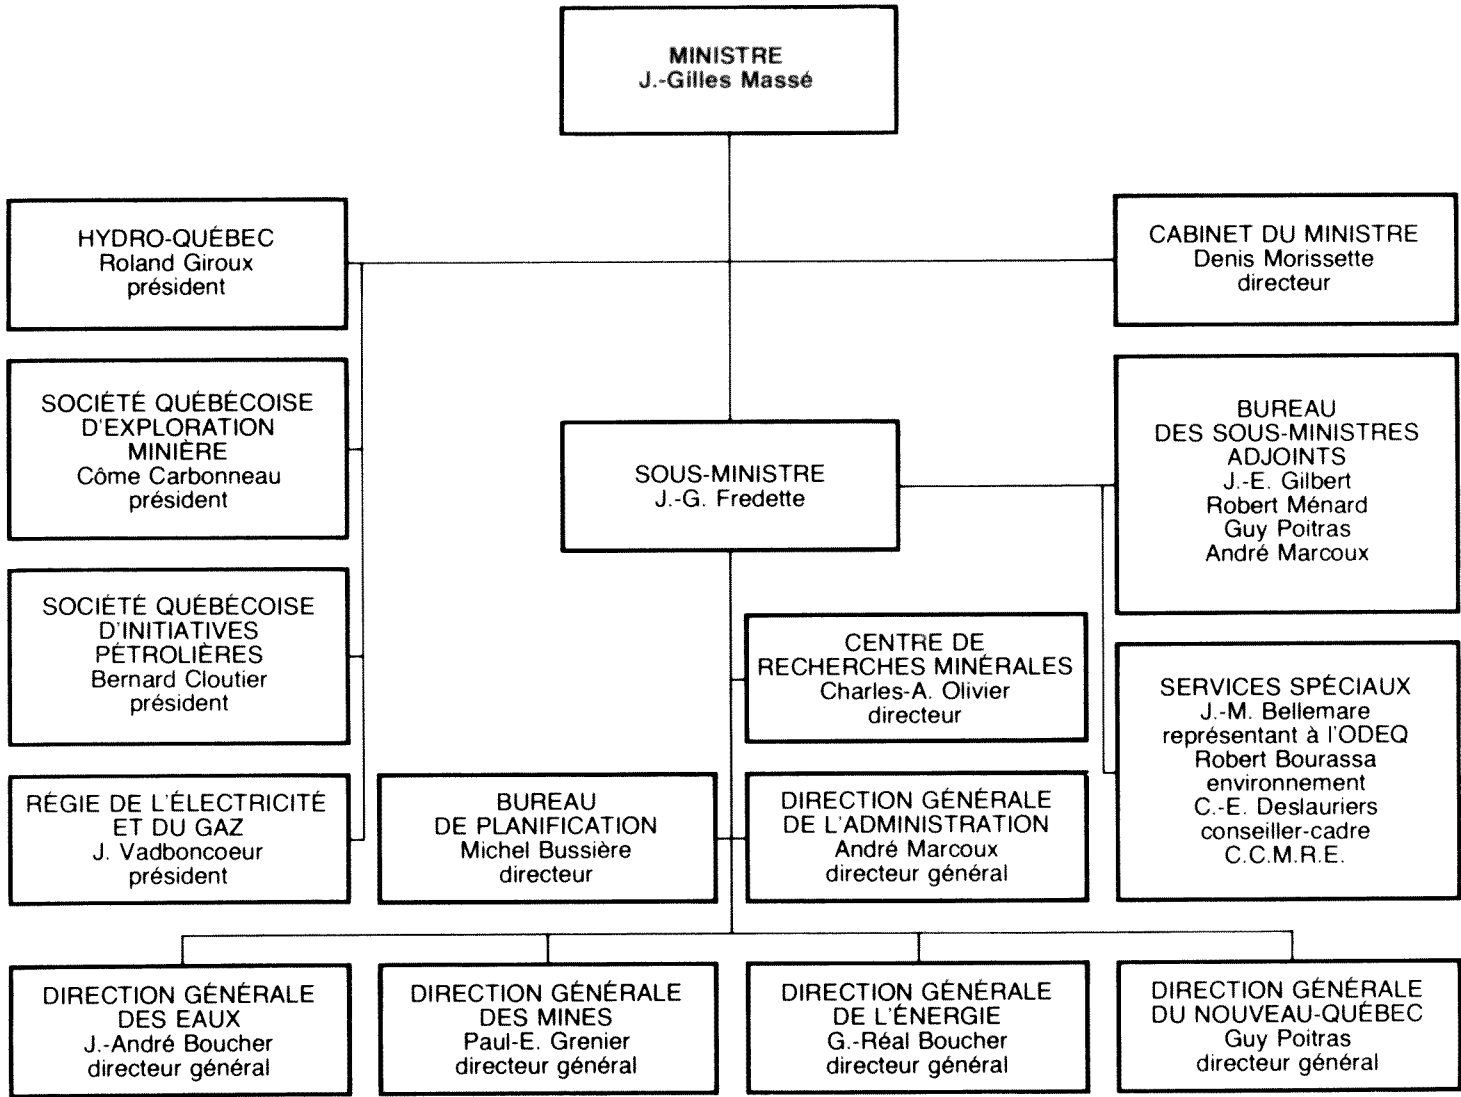 MINISTRE
J.-Gilles Massé
HYDRO-QUÉBEC
Roland Giroux
président
CABINET DU MINISTRE
Denis Morissette
directeur
SOCIÉTÉ QUÉBÉCOISE
D'EXPLORATION
MINIÈRE
Côme Carbonneau
président
SOUS-MINISTRE
J.-G. Fredette
BUREAU
DES SOUS-MINISTRES
ADJOINTS
J.-E. Gilbert
Robert Ménard
Guy Poitras
André Marcoux
SOCIÉTÉ QUÉBÉCOISE
D'INITIATIVES
PÉTROLIÈRES
Bernard Cloutier
président
CENTRE DE
RECHERCHES MINÉRALES
Charles-A. Olivier
directeur
SERVICES SPÉCIAUX
J.-M. Bellemare
représentant à l'ODEQ
Robert Bourassa
environnement
C.-E. Deslauriers
conseiller-cadre
C.C.M.R.E.
RÉGIE DE L'ÉLECTRICITÉ
ET DU GAZ
J. Vadboncoeur
président
BUREAU
DE PLANIFICATION
Michel Bussière
directeur
DIRECTION GÉNÉRALE
DE L'ADMINISTRATION
André Marcoux
directeur général
DIRECTION GÉNÉRALE
DES EAUX
J.-André Boucher
directeur général
DIRECTION GÉNÉRALE
DES MINES
Paul-E. Grenier
directeur général
DIRECTION GÉNÉRALE
DE L'ÉNERGIE
G.-Réal Boucher
directeur général
DIRECTION GÉNÉRALE
DU NOUVEAU-QUÉBEC
Guy Poitras
directeur général